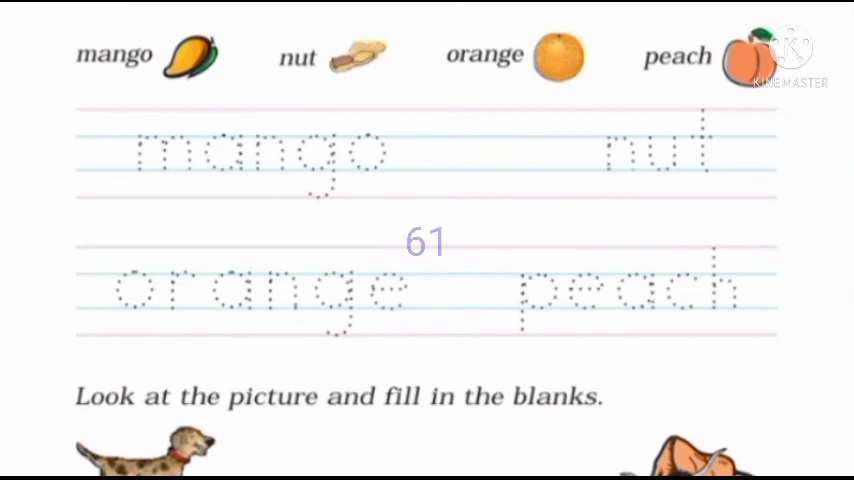 mango nut orange peach
KINEMASTER
mango nut
61
orange peach
Look at the picture and fill in the blanks.